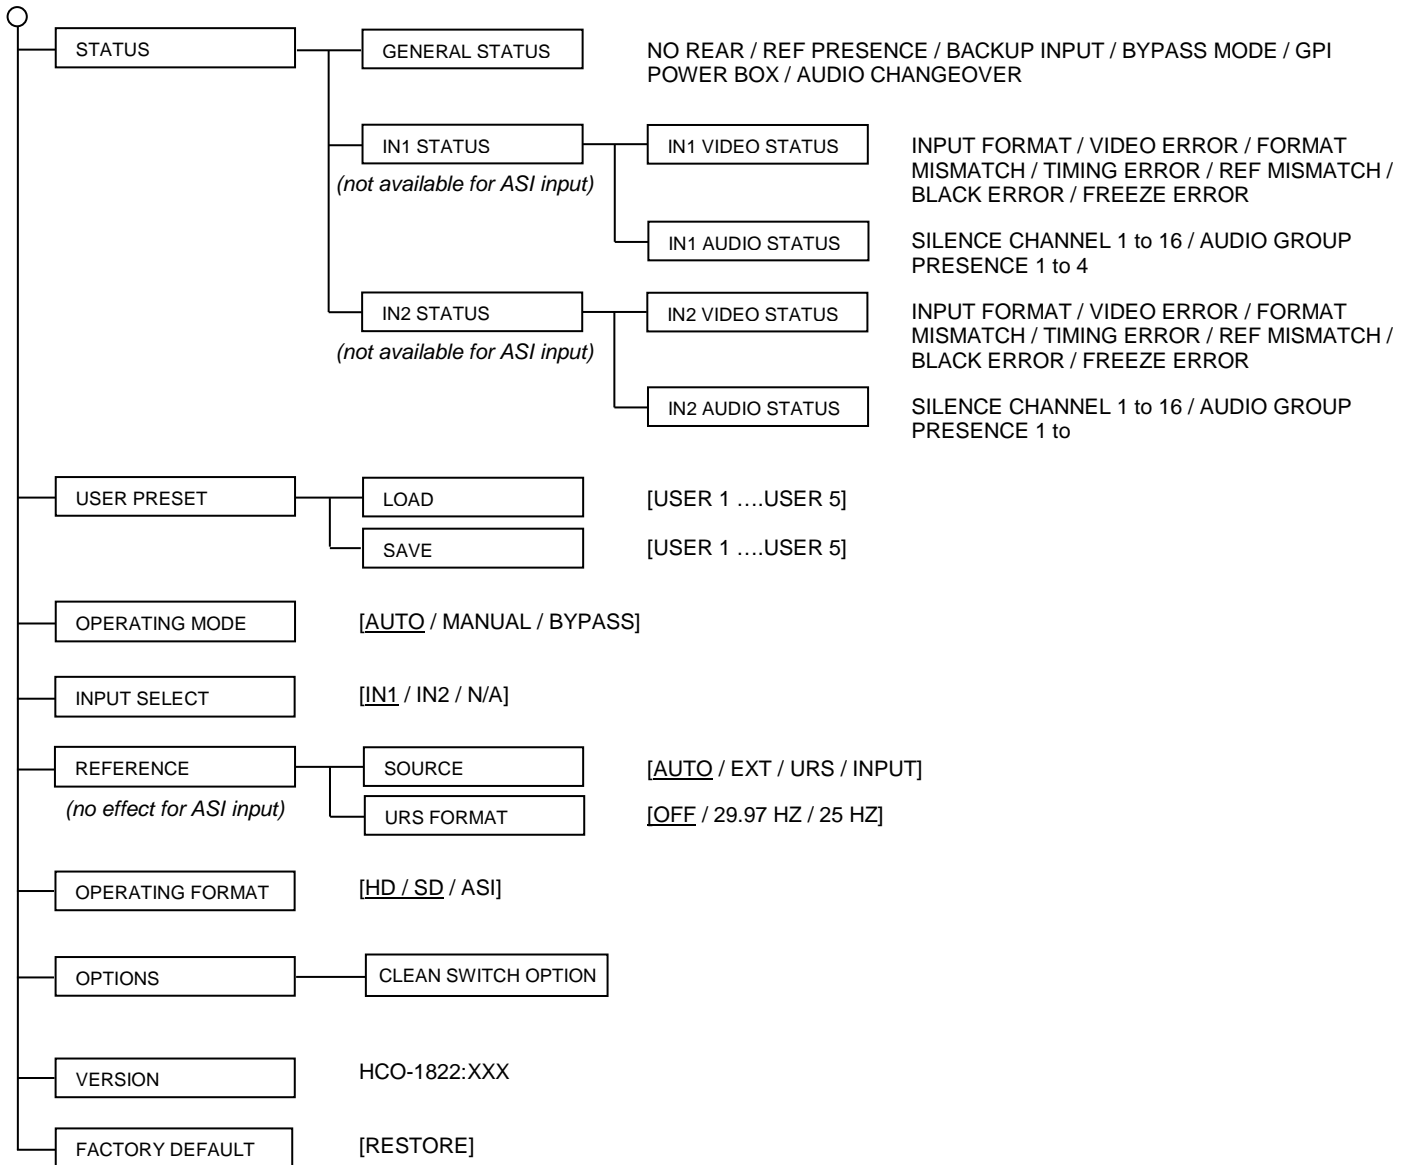 STATUS
GENERAL STATUS
NO REAR / REF PRESENCE / BACKUP INPUT / BYPASS MODE / GPI
POWER BOX / AUDIO CHANGEOVER
IN1 STATUS
(not available for ASI input)
IN1 VIDEO STATUS
INPUT FORMAT / VIDEO ERROR / FORMAT
MISMATCH / TIMING ERROR / REF MISMATCH /
BLACK ERROR / FREEZE ERROR
IN1 AUDIO STATUS
SILENCE CHANNEL 1 to 16 / AUDIO GROUP
PRESENCE 1 to 4
IN2 STATUS
(not available for ASI input)
IN2 VIDEO STATUS
INPUT FORMAT / VIDEO ERROR / FORMAT
MISMATCH / TIMING ERROR / REF MISMATCH /
BLACK ERROR / FREEZE ERROR
IN2 AUDIO STATUS
SILENCE CHANNEL 1 to 16 / AUDIO GROUP
PRESENCE 1 to
USER PRESET
LOAD
[USER 1 ….USER 5]
SAVE
[USER 1 ….USER 5]
OPERATING MODE
[AUTO / MANUAL / BYPASS]
INPUT SELECT
[IN1 / IN2 / N/A]
REFERENCE
(no effect for ASI input)
SOURCE
[AUTO / EXT / URS / INPUT]
URS FORMAT
[OFF / 29.97 HZ / 25 HZ]
OPERATING FORMAT
[HD / SD / ASI]
OPTIONS
CLEAN SWITCH OPTION
VERSION
HCO-1822:XXX
FACTORY DEFAULT
[RESTORE]